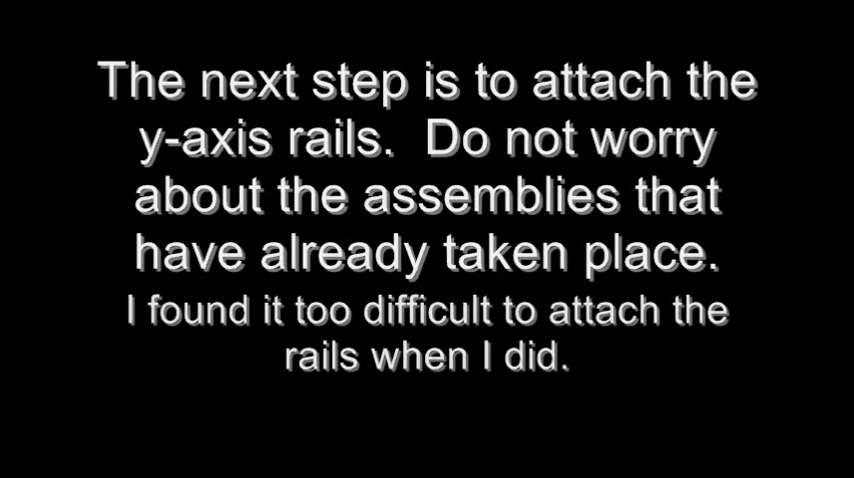 The next step is to attach the
y-axis rails.  Do not worry
about the assemblies that
have already taken place.
I found it too difficult to attach the
rails when I did.